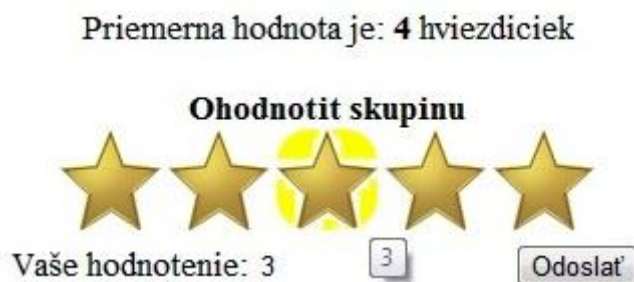 Priemerna hodnota je: 4 hviezdiciek
Ohodnotit skupinu
Vaše hodnotenie: 3
3
Odoslať